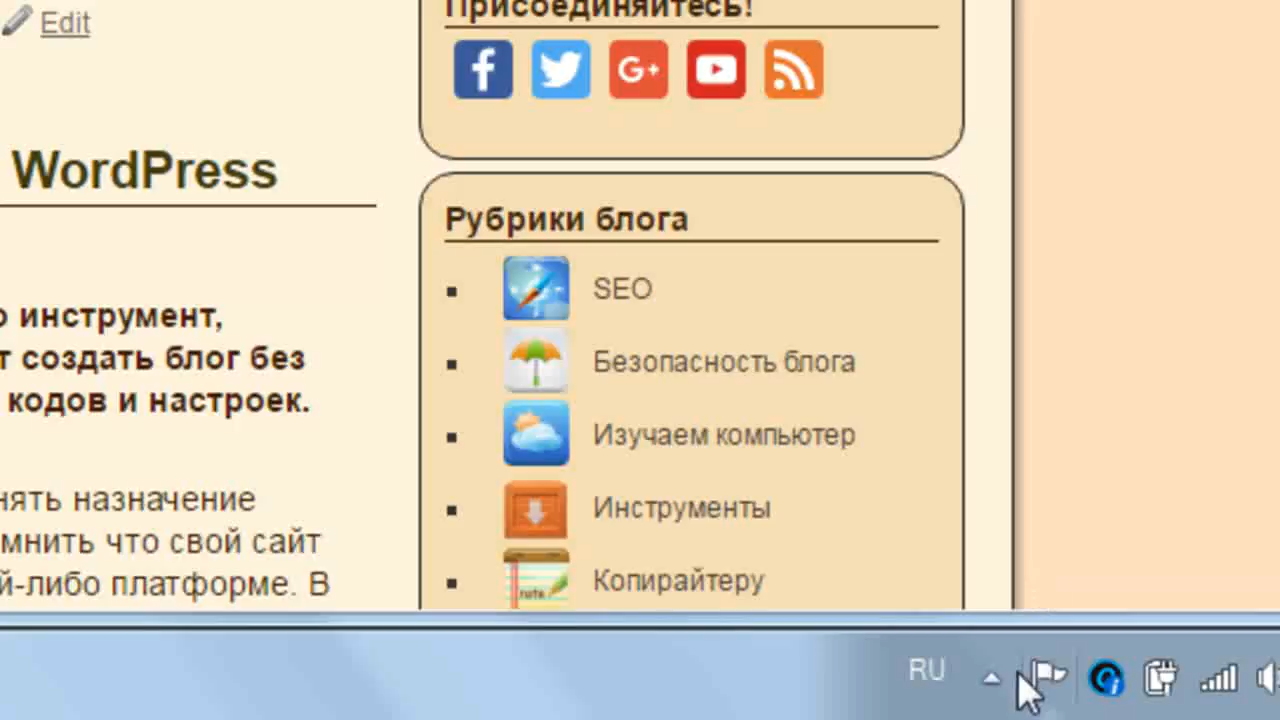 Edit
Присоединяйтесь!
WordPress
Рубрики блога
SEO
Безопасность блога
Изучаем компьютер
Инструменты
Копирайтеру
о инструмент,
т создать блог без
кодов и настроек.
нять назначение
мнить что свой сайт
й-либо платформе. В
RU